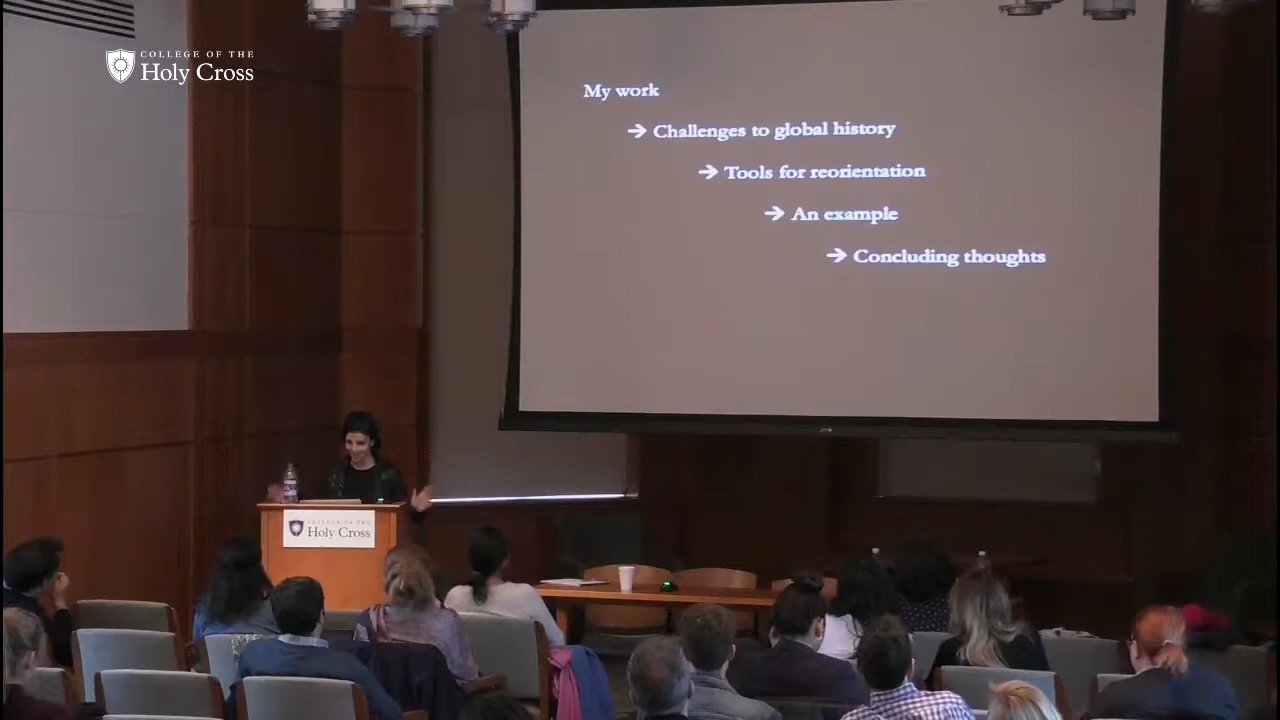 COLLEGE OF THE
Holy Cross
My work
→ Challenges to global history
→ Tools for reorientation
→ An example
→ Concluding thoughts
COLLEGE OF THE
Holy Cross